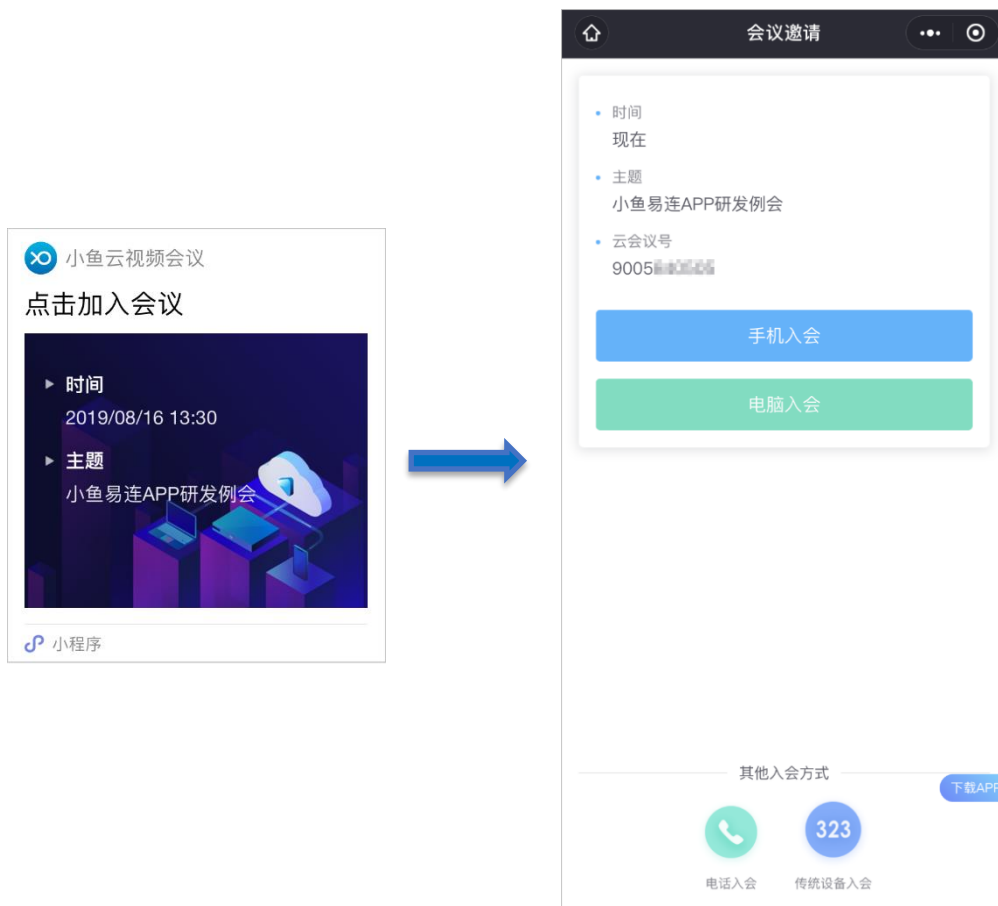 小鱼云视频会议
点击加入会议
时间
2019/08/16 13:30
主题
小鱼易连APP研发例会
小程序
会议邀请
时间
现在
主题
小鱼易连APP研发例会
云会议号
9005
手机入会
电脑入会
其他入会方式
下载APP
323
电话入会
传统设备入会